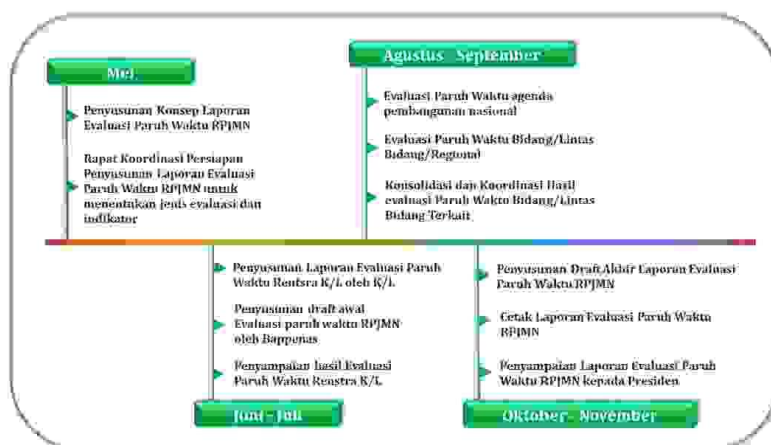 Mei
Penyusunan Konsep Laporan
Evaluasi Paruh Waktu RPJMN
Rapat Koordinasi Persiapan
Penyusunan Laporan Evaluasi
Paruh Waktu RPJMN untuk
menentukan jenis evaluasi dan
indikator
Agustus - September
Evaluasi Paruh Waktu agenda
pembangunan nasional
Evaluasi Paruh Waktu Bidang/Lintas
Bidang/Regional
Konsolidasi dan Koordinasi Hasil
evaluasi Paruh Waktu Bidang/Lintas
Bidang Terkait
Penyusunan Laporan Evaluasi Paruh
Waktu Renstra K/L oleh K/L
Penyusunan draft awal
Evaluasi paruh waktu RPJMN
oleh Bappenas
Penyampaian hasil Evaluasi
Paruh Waktu Renstra K/L
Juni - Juli
Penyusunan Draft Akhir Laporan Evaluasi
Paruh Waktu RPJMN
Cetak Laporan Evaluasi Paruh Waktu
RPJMN
Penyampaian Laporan Evaluasi Paruh
Waktu RPJMN kepada Presiden
Oktober - November